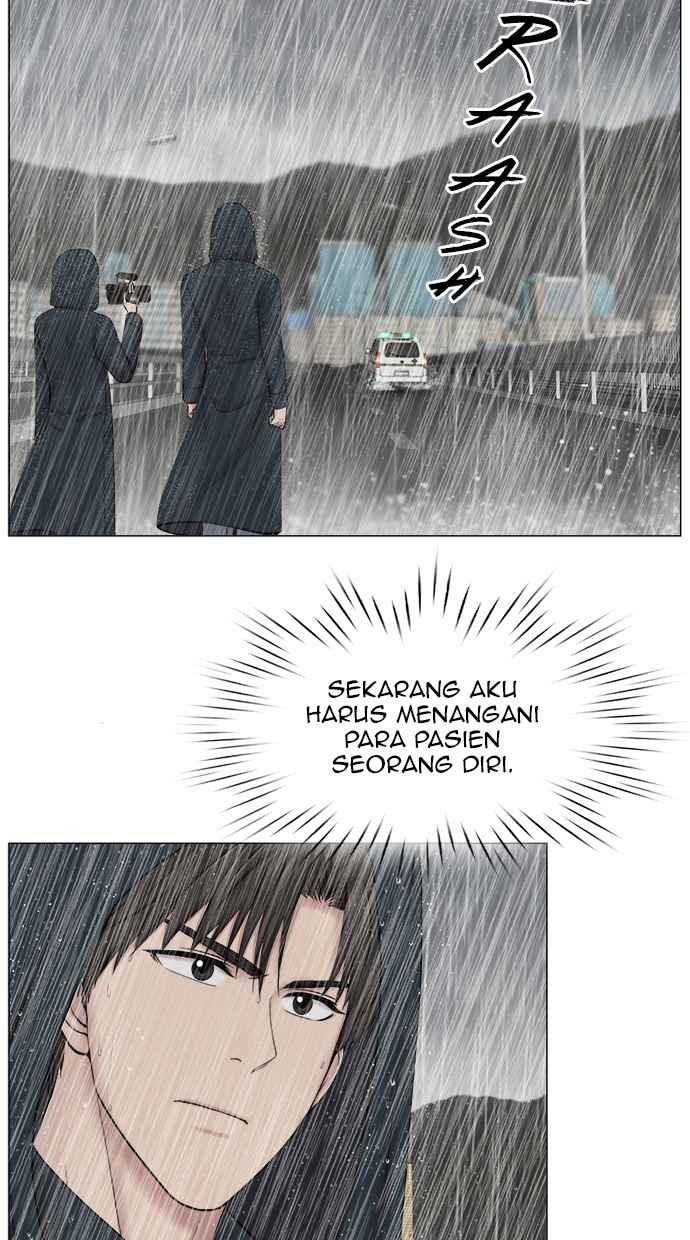 RAASH
SEKARANG AKU
HARUS MENANGANI
PARA PASIEN
SEORANG DIRI.